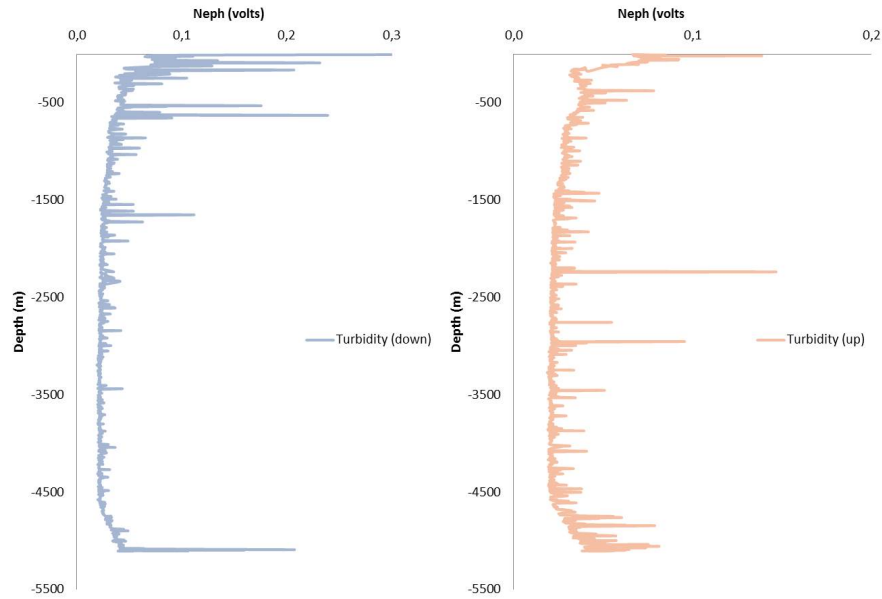 Neph (volts)
0,0 0,1 0,2 0,3
-500
-1500
-2500
-3500
-4500
-5500
Depth (m)
Turbidity (down)
Neph (volts
0,0 0,1 0,2
-500
-1500
-2500
-3500
-4500
-5500
Depth (m)
Turbidity (up)